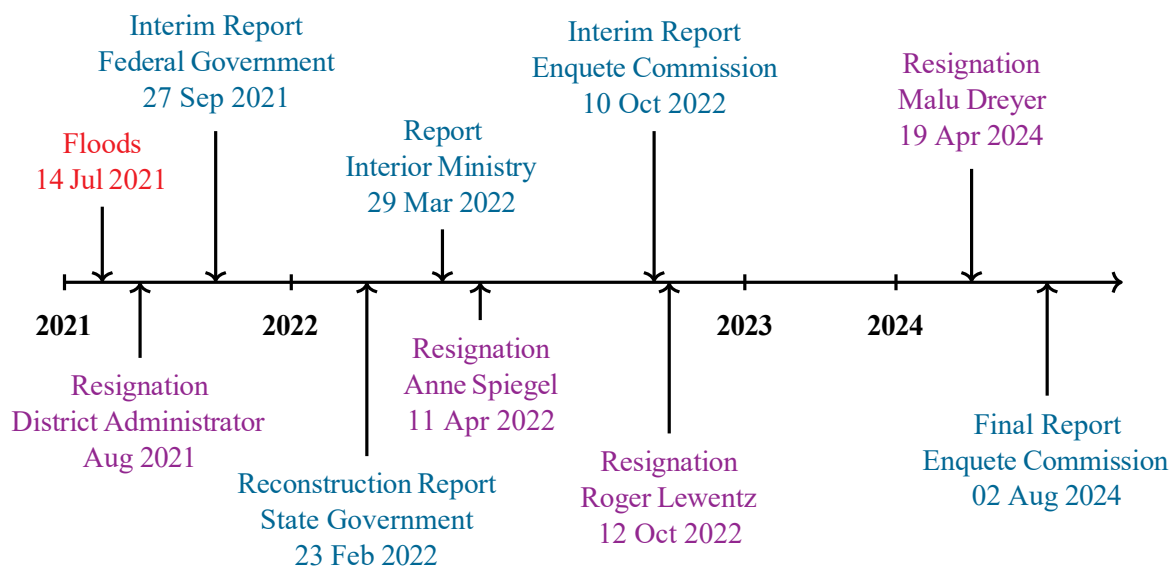 Interim Report
Federal Government
27 Sep 2021
Interim Report
Enquete Commission
10 Oct 2022
Resignation
Malu Dreyer
19 Apr 2024
Floods
14 Jul 2021
Report
Interior Ministry
29 Mar 2022
2021
2022
2023
2024
Resignation
District Administrator
Aug 2021
Resignation
Anne Spiegel
11 Apr 2022
Reconstruction Report
State Government
23 Feb 2022
Resignation
Roger Lewentz
12 Oct 2022
Final Report
Enquete Commission
02 Aug 2024